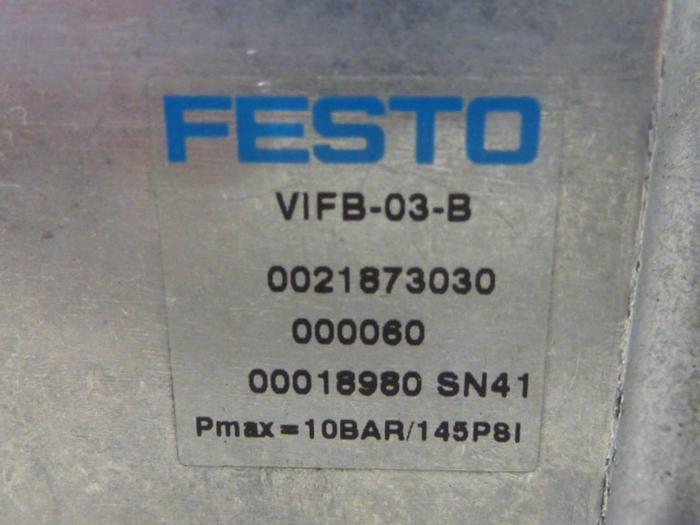 FESTO
VIFB-03-B
0021873030
000060
00018980 SN41
Pmax=10BAR/145PSI